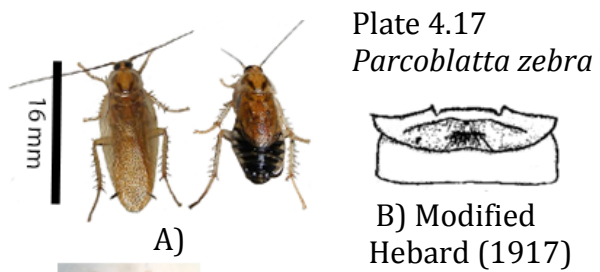 Plate 4.17
Parcoblatta zebra
16 mm
A)
B) Modified
Hebard (1917)